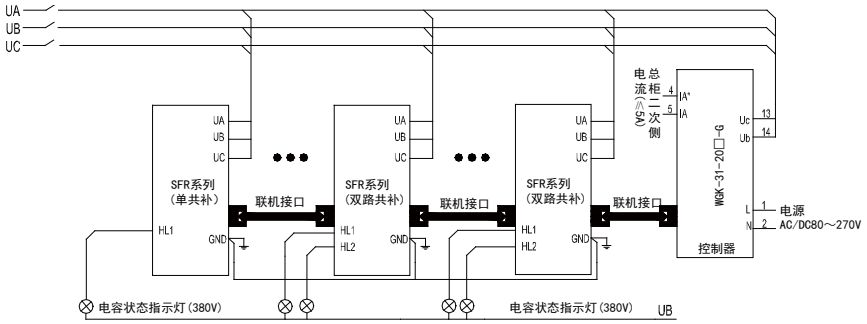 UA
UB
UC
总柜二次侧
电流(≤5A)
4 IA*
5 IA
WGK-31-20□-G
Uc 13
Ub 14
L 1 电源
N 2 AC/DC80～270V
控制器
UA
UB
UC
SFR系列
(单共补)
HL1
GND
联机接口
UA
UB
UC
SFR系列
(双路共补)
HL1
HL2
GND
联机接口
UA
UB
UC
SFR系列
(双路共补)
HL1
HL2
GND
联机接口
电容状态指示灯(380V)
电容状态指示灯(380V)
UB